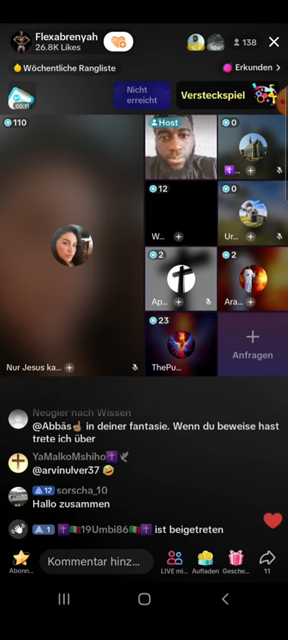 Flexabrenyah
26.8K Likes
138
Wöchentliche Rangliste
Erkunden >
Nicht
erreicht
Versteckspiel
110
Host
0
12
W...
0
Ur...
2
Ap...
2
Ara...
23
ThePu...
Anfragen
Nur Jesus ka...
Neugier nach Wissen
@Abbäs☝🏽 in deiner fantasie. Wenn du beweise hast
trete ich über
YaMalkoMshiho✝️🕊
@arvinulver37 🤣
12 sorscha_10
Hallo zusammen
1 ✝️19Umbi86✝️ ist beigetreten
Abonn...
Kommentar hinz...
LIVE mi...
Aufladen
Gesche...
11